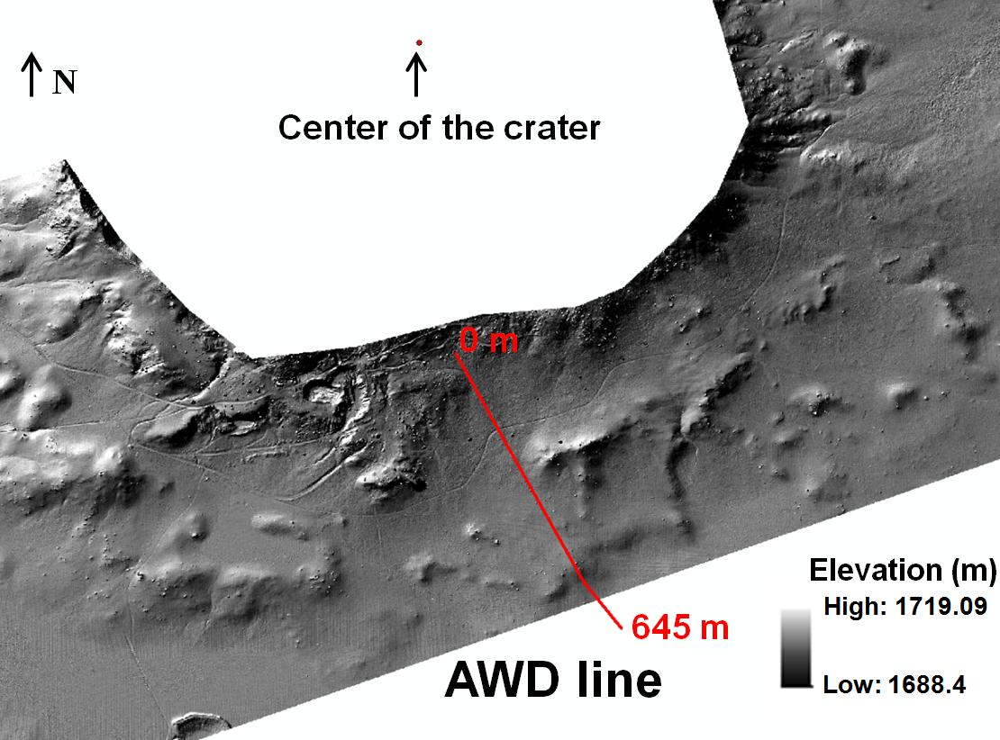 N
Center of the crater
0 m
Elevation (m)
High: 1719.09
645 m
AWD line
Low: 1688.4